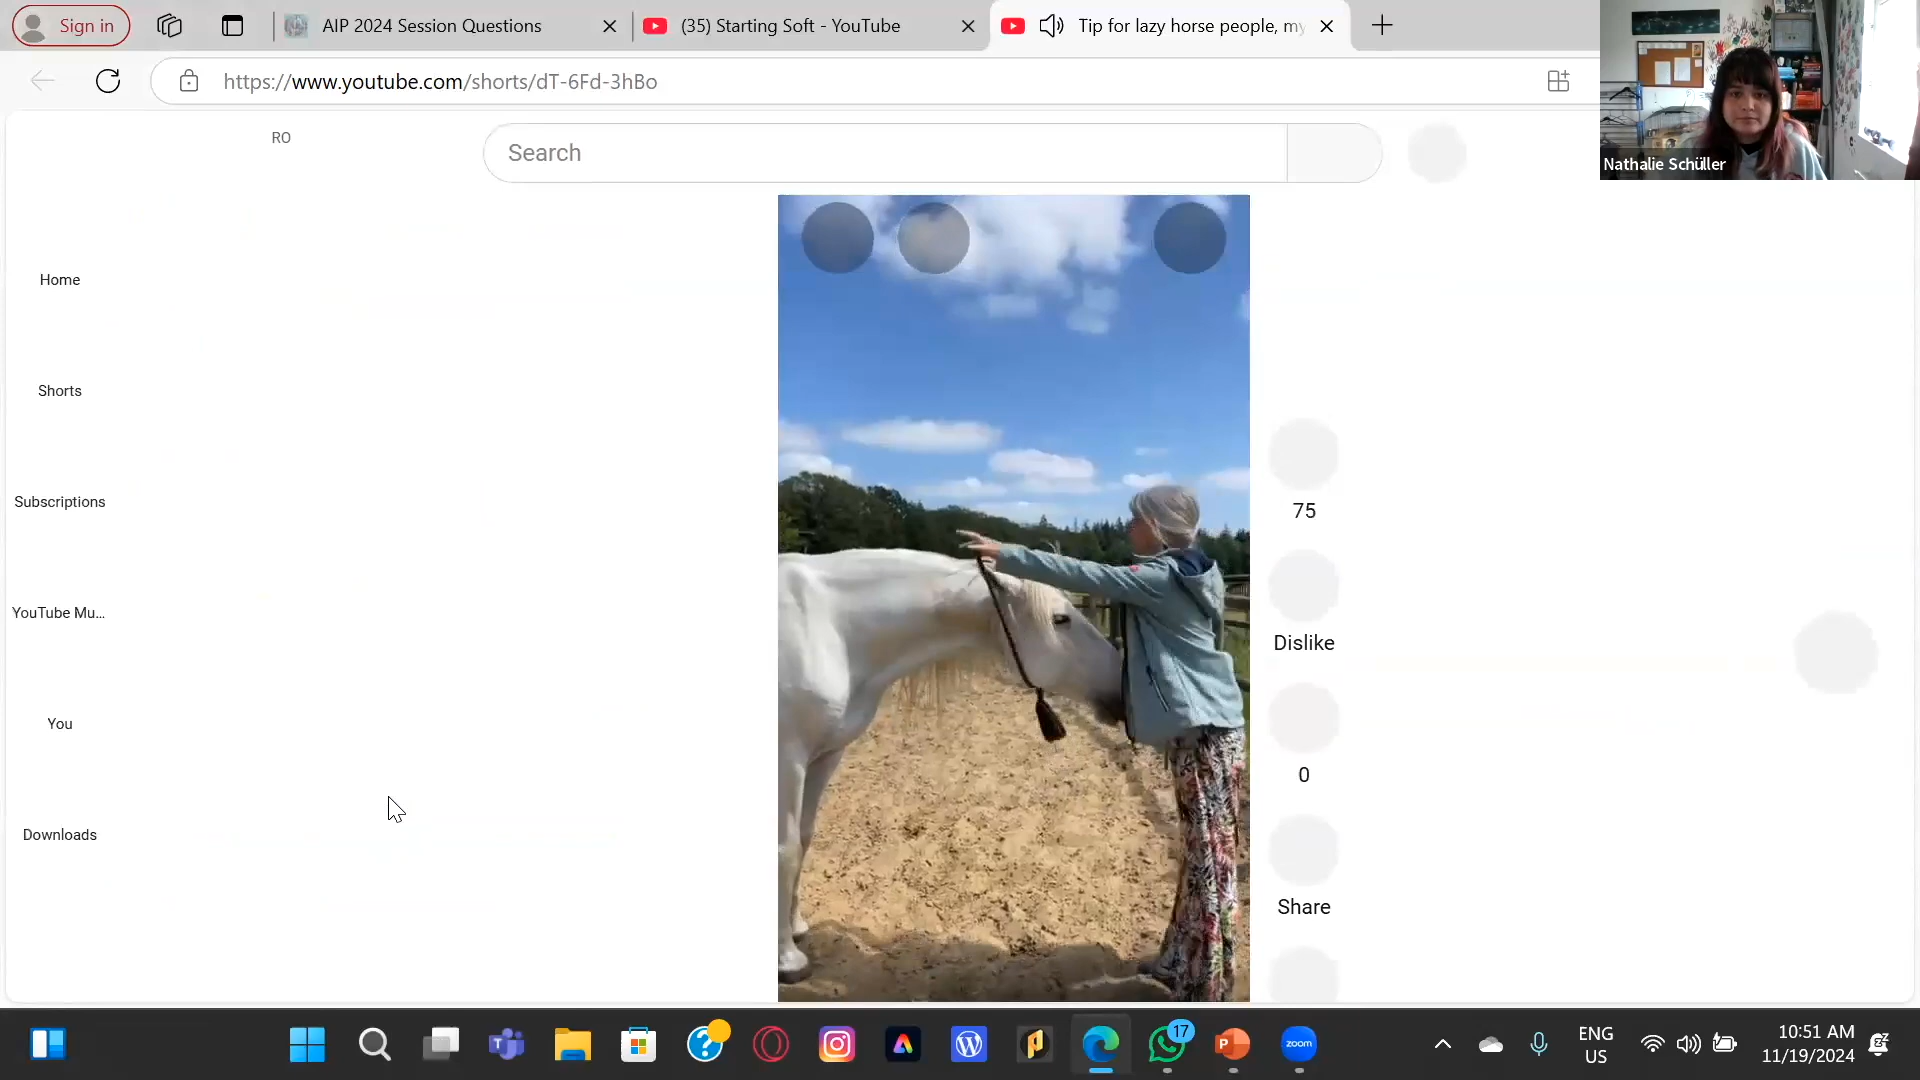 Sign in
AIP 2024 Session Questions
(35) Starting Soft - YouTube
Tip for lazy horse people, my
https://www.youtube.com/shorts/dT-6Fd-3hBo
RO
Search
Nathalie Schüller
Home
Shorts
Subscriptions
YouTube Mu...
You
Downloads
75
Dislike
0
Share
17
zoom
ENG
US
10:51 AM
11/19/2024